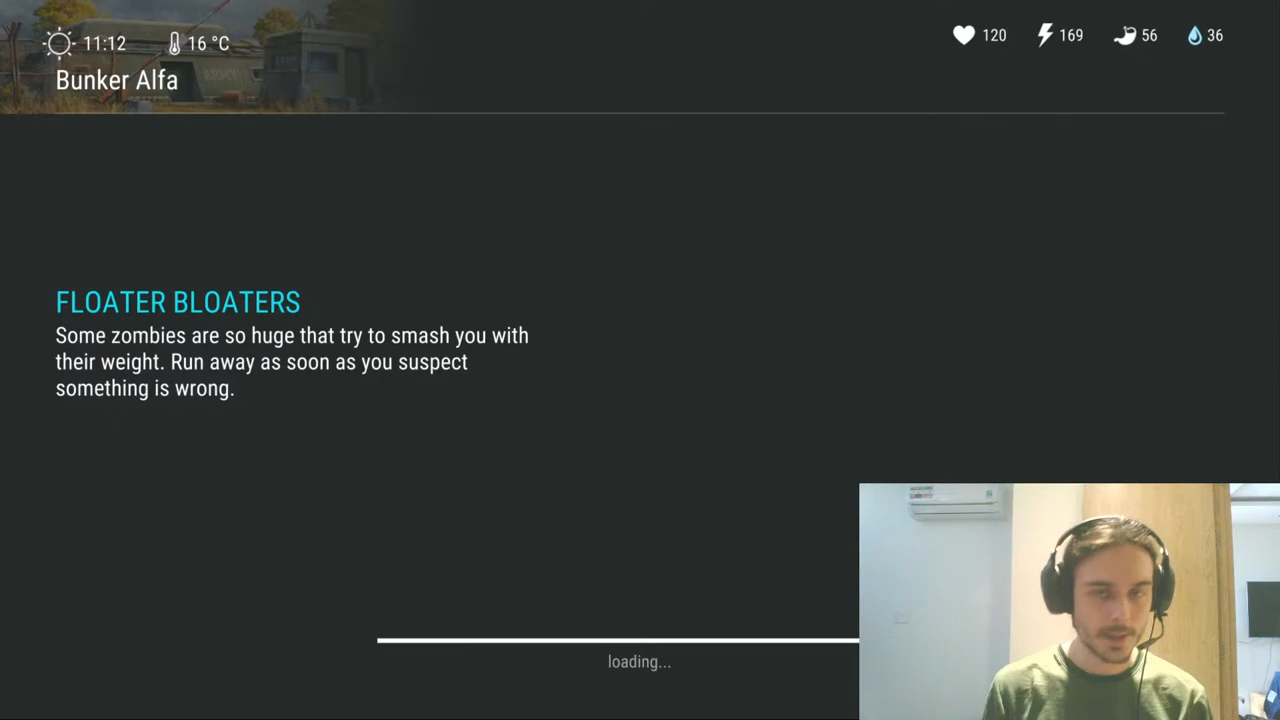 11:12 16 °C
120 169 56 36
Bunker Alfa
FLOATER BLOATERS
Some zombies are so huge that try to smash you with
their weight. Run away as soon as you suspect
something is wrong.
loading...